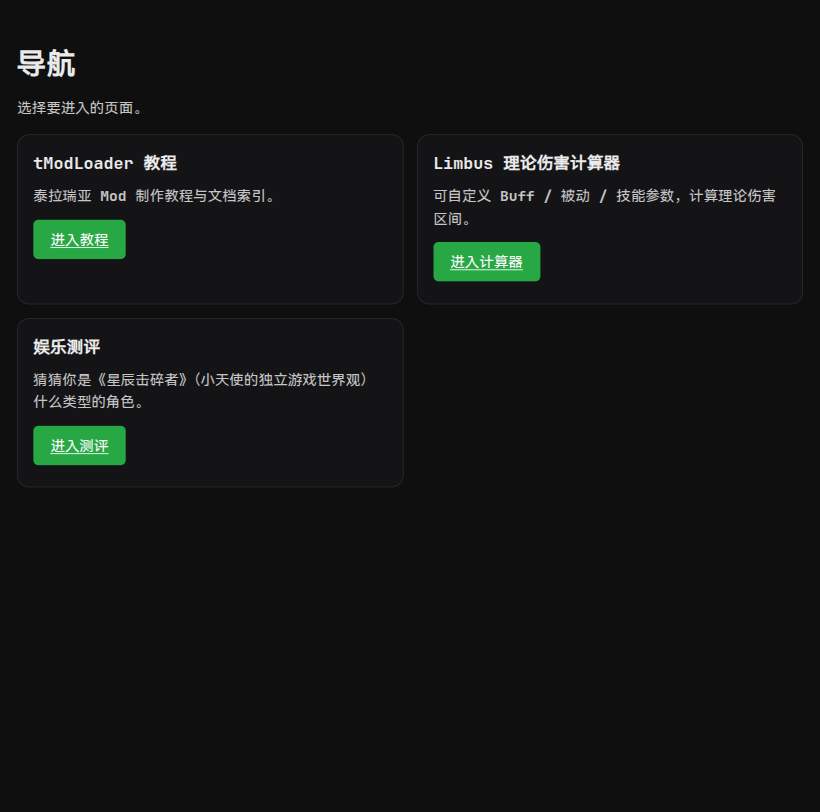 导航
选择要进入的页面。
tModLoader 教程
泰拉瑞亚 Mod 制作教程与文档索引。
进入教程
Limbus 理论伤害计算器
可自定义 Buff / 被动 / 技能参数，计算理论伤害
区间。
进入计算器
娱乐测评
猜猜你是《星辰击碎者》（小天使的独立游戏世界观）
什么类型的角色。
进入测评